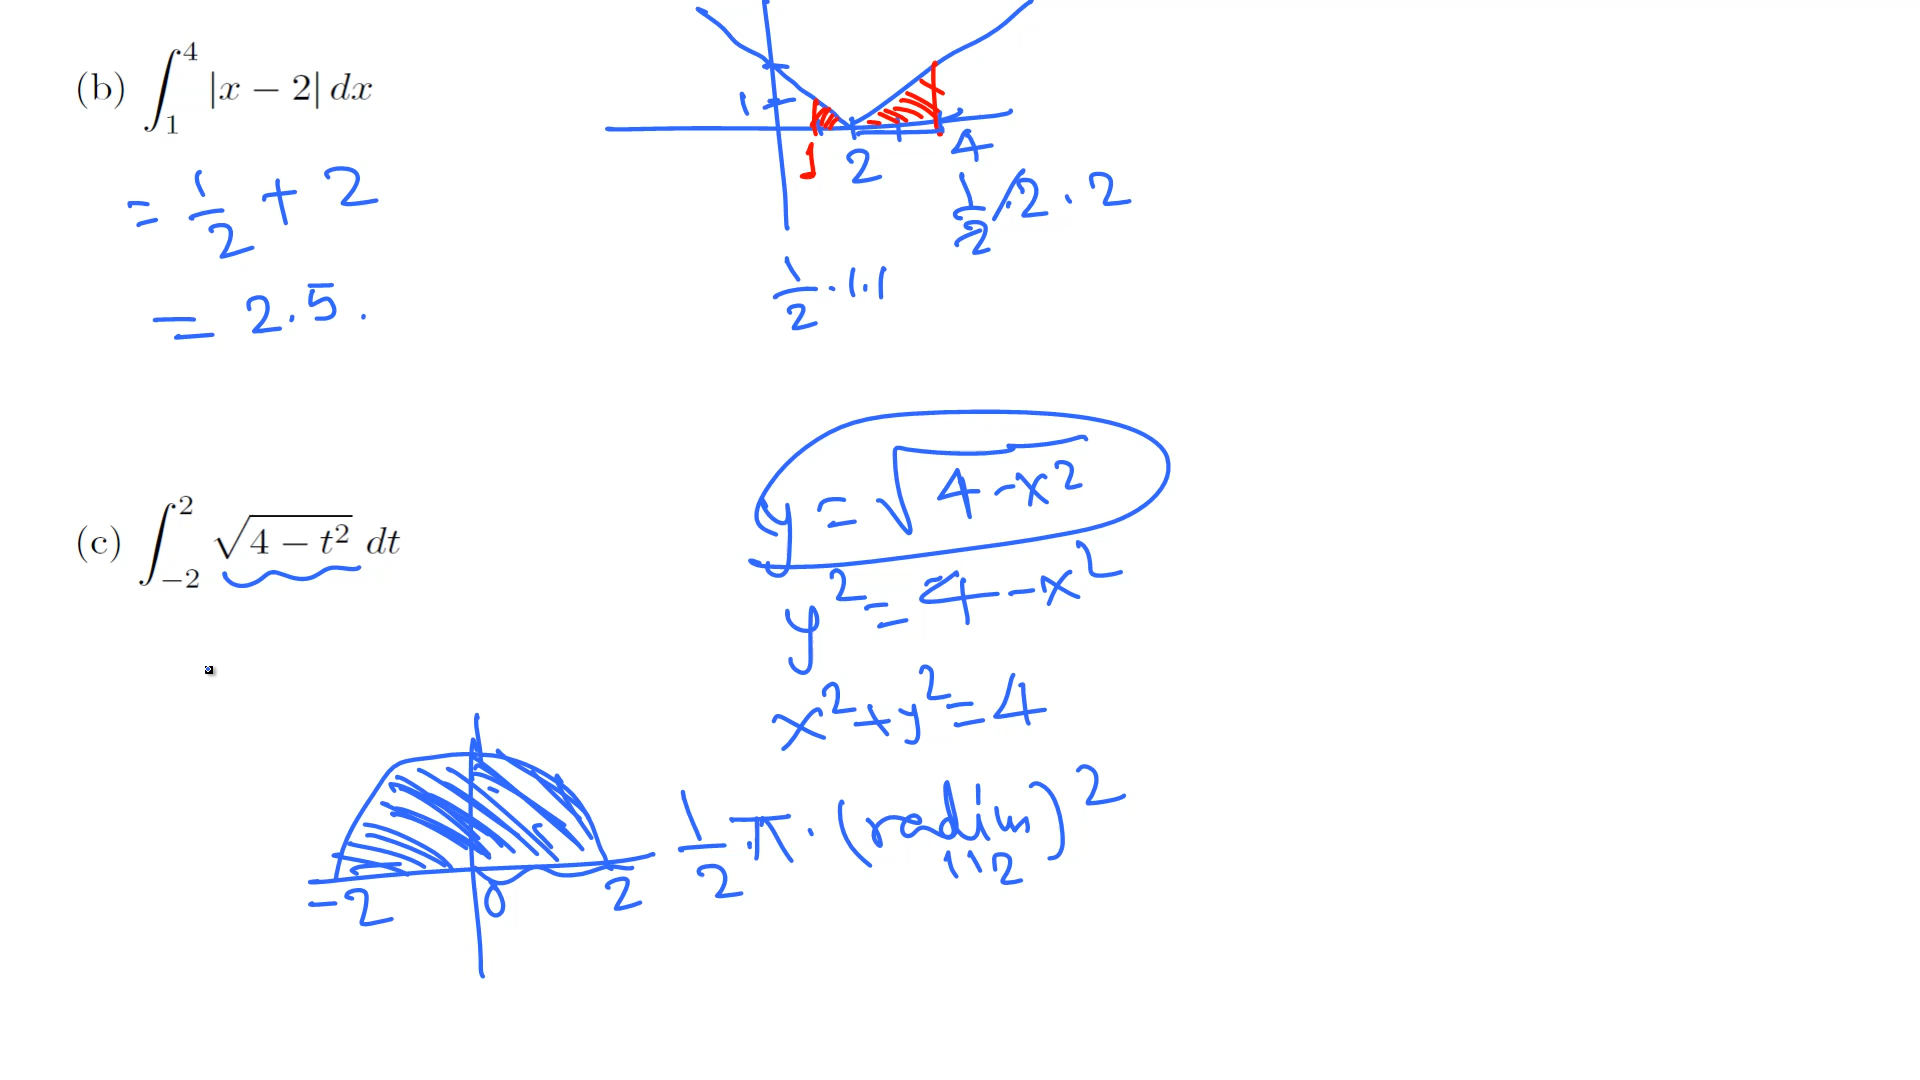 (b) ∫₁⁴ |x − 2| dx
1
1 2 4
= 1/2 + 2
1/2 · 2 · 2
= 2.5.
1/2 · 1 · 1
y = √(4 - x²)
(c) ∫₋₂² √(4 − t²) dt
y² = 4 - x²
x² + y² = 4
1/2 · π · (radius)²
11 2
-2 0 2